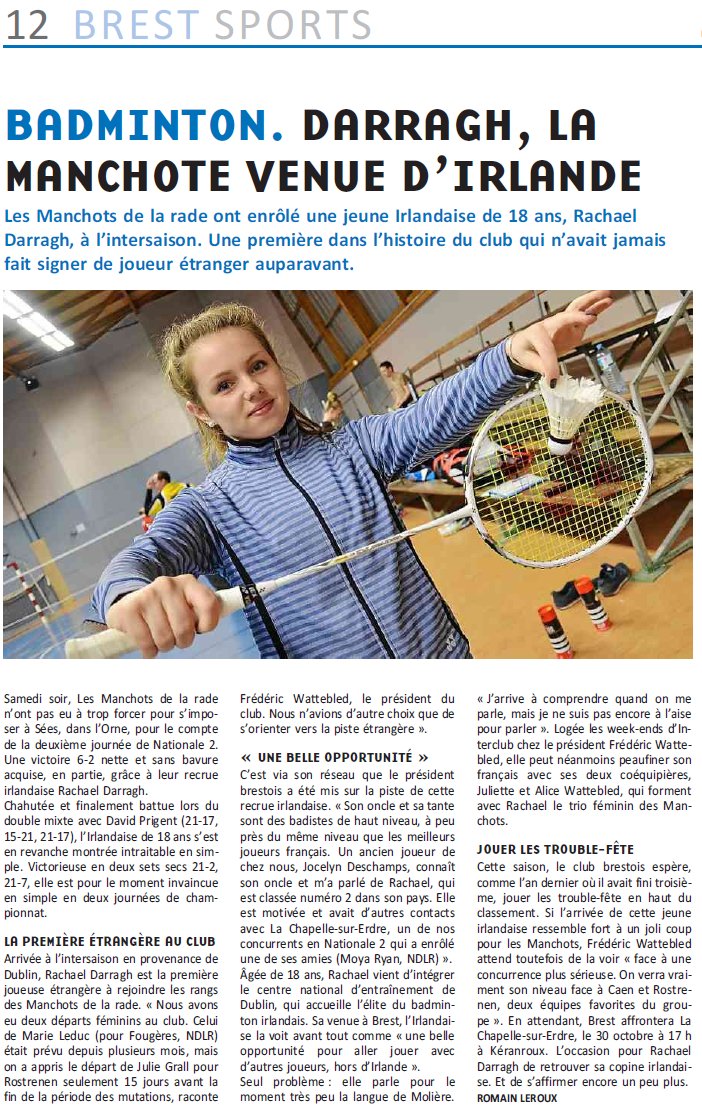 12 BREST SPORTS
BADMINTON. DARRAGH, LA
MANCHOTE VENUE D'IRLANDE
Les Manchots de la rade ont enrôlé une jeune Irlandaise de 18 ans, Rachael
Darragh, à l'intersaison. Une première dans l'histoire du club qui n'avait jamais
fait signer de joueur étranger auparavant.
Samedi soir, Les Manchots de la rade
n'ont pas eu à trop forcer pour s'impo-
ser à Sées, dans l'Orne, pour le compte
de la deuxième journée de Nationale 2.
Une victoire 6-2 nette et sans bavure
acquise, en partie, grâce à leur recrue
irlandaise Rachael Darragh.
Chahutée et finalement battue lors du
double mixte avec David Prigent (21-17,
15-21, 21-17), l'Irlandaise de 18 ans s'est
en revanche montrée intraitable en sim-
ple. Victorieuse en deux sets secs 21-2,
21-7, elle est pour le moment invaincue
en simple en deux journées de cham-
pionnat.
LA PREMIÈRE ÉTRANGÈRE AU CLUB
Arrivée à l'intersaison en provenance de
Dublin, Rachael Darragh est la première
joueuse étrangère à rejoindre les rangs
des Manchots de la rade. « Nous avons
eu deux départs féminins au club. Celui
de Marie Leduc (pour Fougères, NDLR)
était prévu depuis plusieurs mois, mais
on a appris le départ de Julie Grall pour
Rostrenen seulement 15 jours avant la
fin de la période des mutations, raconte
Frédéric Wattebled, le président du
club. Nous n'avions d'autre choix que de
s'orienter vers la piste étrangère ».
« UNE BELLE OPPORTUNITÉ »
C'est via son réseau que le président
brestois a été mis sur la piste de cette
recrue irlandaise. « Son oncle et sa tante
sont des badistes de haut niveau, à peu
près du même niveau que les meilleurs
joueurs français. Un ancien joueur de
chez nous, Jocelyn Deschamps, connaît
son oncle et m'a parlé de Rachael, qui
est classée numéro 2 dans son pays. Elle
est motivée et avait d'autres contacts
avec La Chapelle-sur-Erdre, un de nos
concurrents en Nationale 2 qui a enrôlé
une de ses amies (Moya Ryan, NDLR) ».
Âgée de 18 ans, Rachael vient d'intégrer
le centre national d'entraînement de
Dublin, qui accueille l'élite du badmin-
ton irlandais. Sa venue à Brest, l'Irlandai-
se la voit avant tout comme « une belle
opportunité pour aller jouer avec
d'autres joueurs, hors d'Irlande ».
Seul problème : elle parle pour le
moment très peu la langue de Molière.
« J'arrive à comprendre quand on me
parle, mais je ne suis pas encore à l'aise
pour parler ». Logée les week-ends d'In-
terclub chez le président Frédéric Watte-
bled, elle peut néanmoins peaufiner son
français avec ses deux coéquipières,
Juliette et Alice Wattebled, qui forment
avec Rachael le trio féminin des Man-
chots.
JOUER LES TROUBLE-FÊTE
Cette saison, le club brestois espère,
comme l'an dernier où il avait fini troisiè-
me, jouer les trouble-fête en haut du
classement. Si l'arrivée de cette jeune
irlandaise ressemble fort à un joli coup
pour les Manchots, Frédéric Wattebled
attend toutefois de la voir « face à une
concurrence plus sérieuse. On verra vrai-
ment son niveau face à Caen et Rostre-
nen, deux équipes favorites du grou-
pe ». En attendant, Brest affrontera La
Chapelle-sur-Erdre, le 30 octobre à 17 h
à Kéranroux. L'occasion pour Rachael
Darragh de retrouver sa copine irlandai-
se. Et de s'affirmer encore un peu plus.
ROMAIN LEROUX